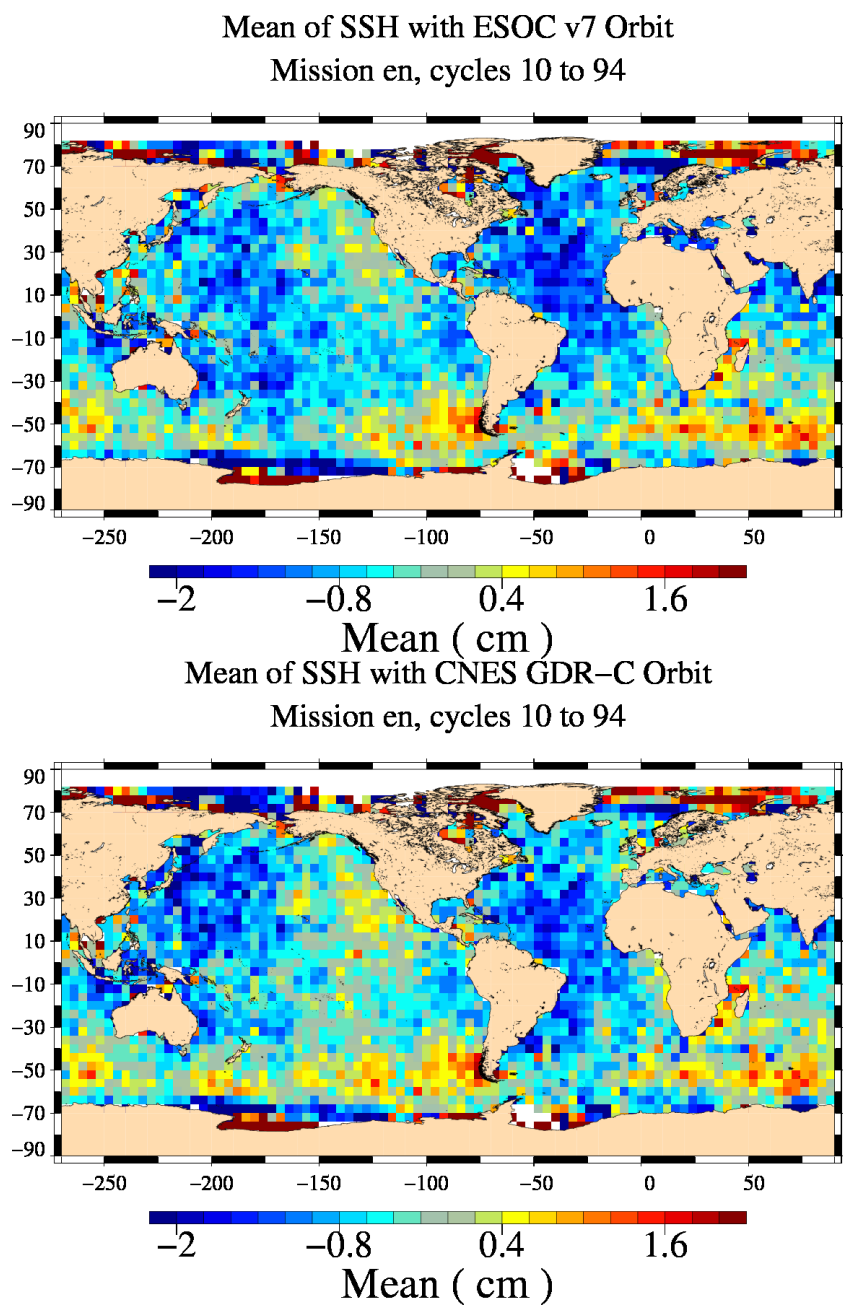 Mean of SSH with ESOC v7 Orbit
Mission en, cycles 10 to 94
90
70
50
30
10
−10
−30
−50
−70
−90
−250 −200 −150 −100 −50 0 50
−2 −0.8 0.4 1.6
Mean ( cm )
Mean of SSH with CNES GDR−C Orbit
Mission en, cycles 10 to 94
90
70
50
30
10
−10
−30
−50
−70
−90
−250 −200 −150 −100 −50 0 50
−2 −0.8 0.4 1.6
Mean ( cm )